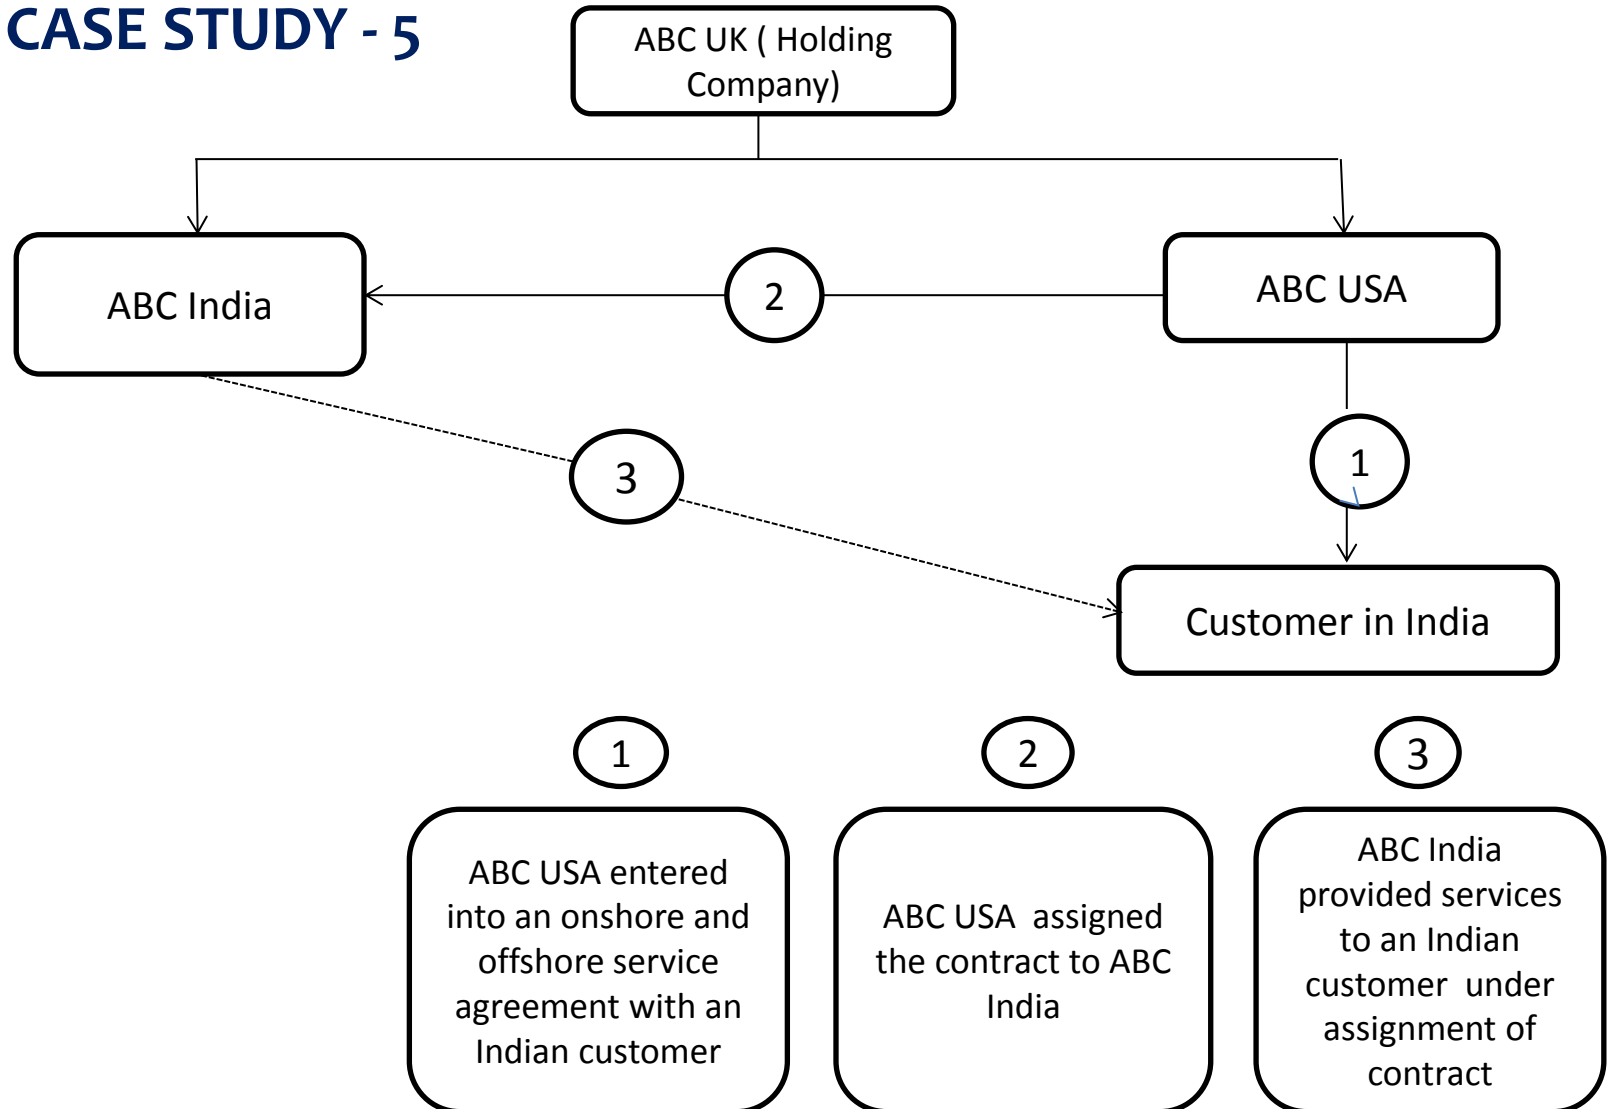 CASE STUDY - 5
ABC UK ( Holding
Company)
ABC India
2
ABC USA
3
1
Customer in India
1
2
3
ABC USA entered
into an onshore and
offshore service
agreement with an
Indian customer
ABC USA  assigned
the contract to ABC
India
ABC India
provided services
to an Indian
customer  under
assignment of
contract